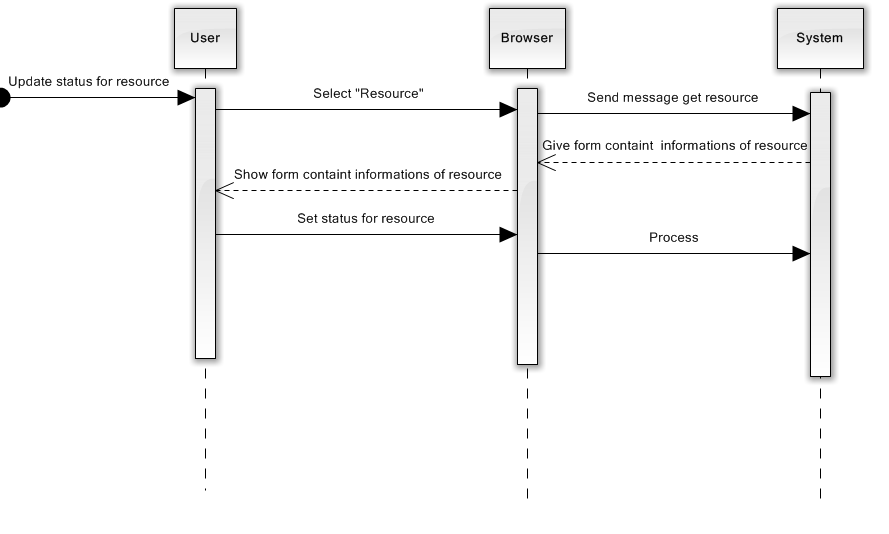 User
Browser
System
Update status for resource
Select "Resource"
Send message get resource
Give form containt informations of resource
Show form containt informations of resource
Set status for resource
Process